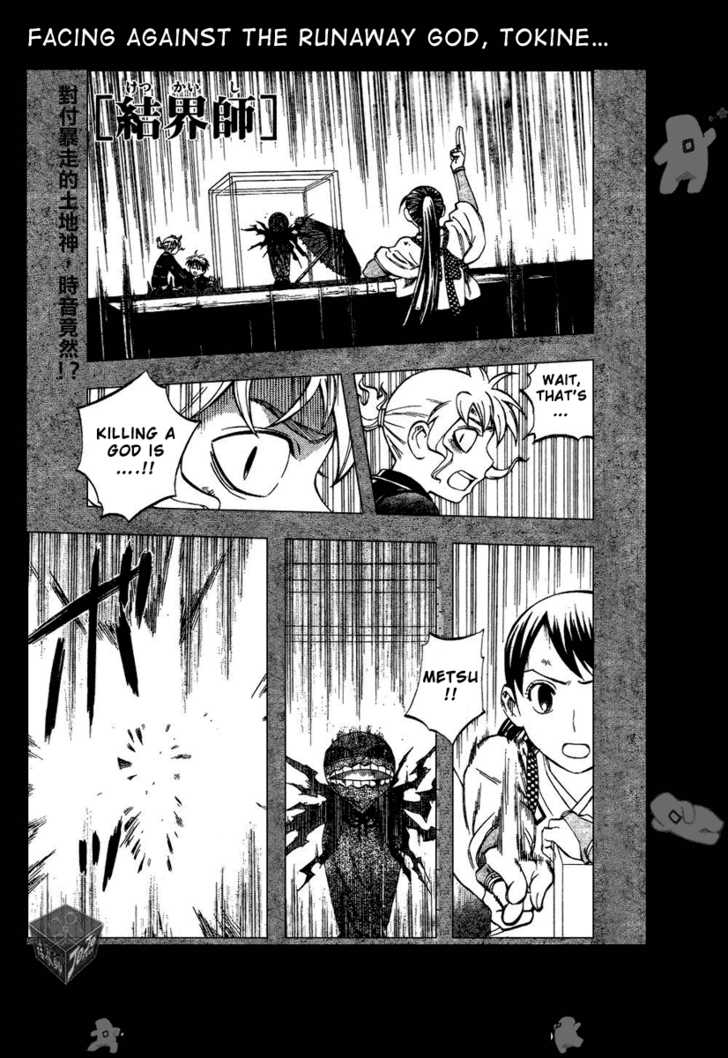 FACING AGAINST THE RUNAWAY GOD, TOKINE...
對付暴走的土地神，時音竟然!?
けっかいし
[結界師]
WAIT,
THAT'S
...
KILLING A
GOD IS
....!!
METSU
!!